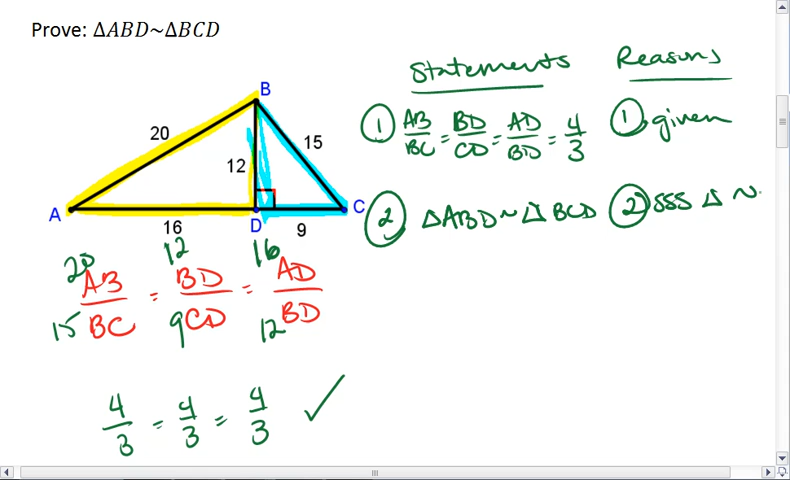 Prove: ΔABD~ΔBCD
Statements Reasons
① AB/BC = BD/CD = AD/BD = 4/3 ① given
② ΔABD ~ ΔBCD ② SSS Δ ~
B
20
15
12
A
D
C
16
9
20 12 16
AB/BC = BD/CD = AD/BD
15 9 12
4/3 = 4/3 = 4/3 ✓